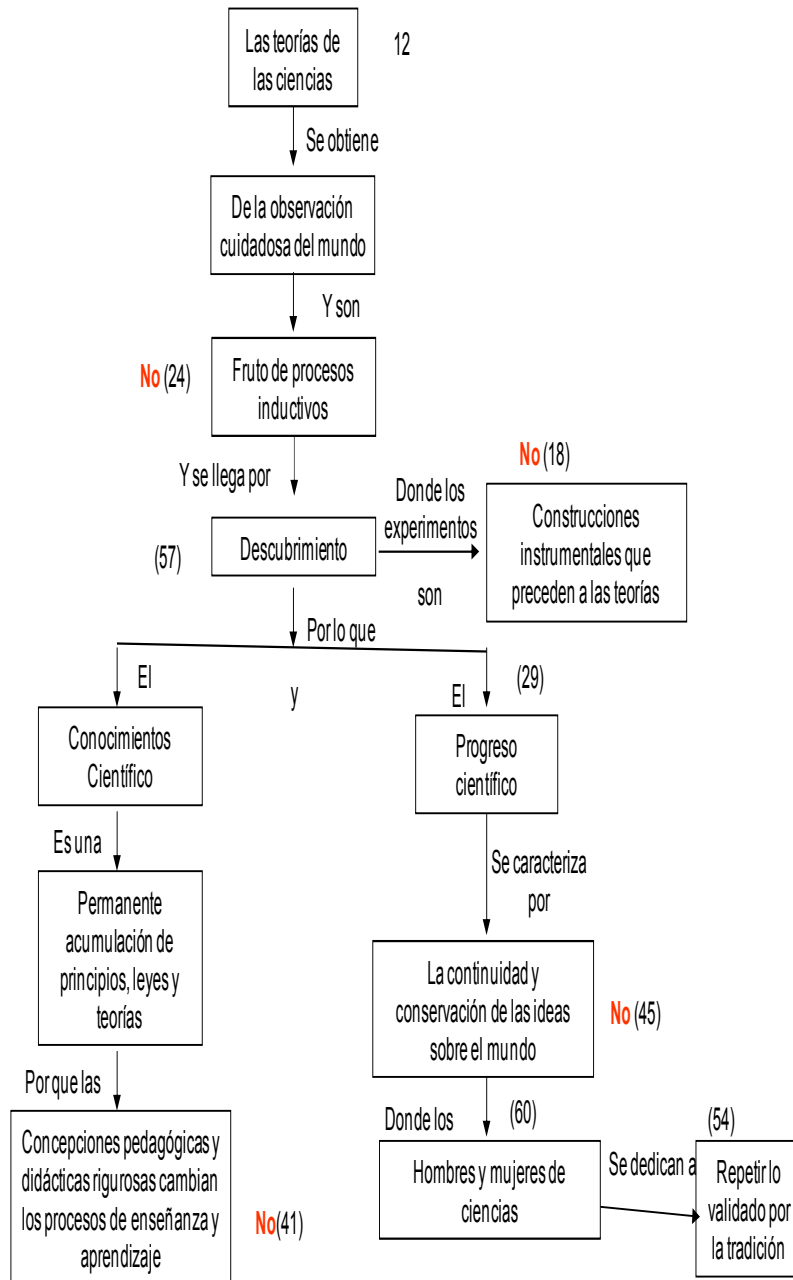 Las teorías de
las ciencias
12
Se obtiene
De la observación
cuidadosa del mundo
Y son
No (24)
Fruto de procesos
inductivos
No (18)
Y se llega por
Donde los
experimentos
son
Construcciones
instrumentales que
preceden a las teorías
(57)
Descubrimiento
Por lo que
El
y
El
(29)
Conocimientos
Científico
Progreso
científico
Es una
Se caracteriza
por
Permanente
acumulación de
principios, leyes y
teorías
La continuidad y
conservación de las ideas
sobre el mundo
No (45)
Por que las
Donde los
(60)
(54)
Concepciones pedagógicas y
didácticas rigurosas cambian
los procesos de enseñanza y
aprendizaje
No(41)
Hombres y mujeres de
ciencias
Se dedican a
Repetir lo
validado por
la tradición